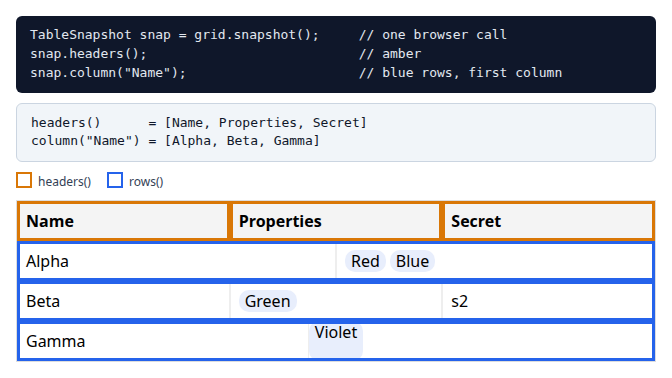 TableSnapshot snap = grid.snapshot();     // one browser call
snap.headers();                           // amber
snap.column("Name");                      // blue rows, first column
headers()      = [Name, Properties, Secret]
column("Name") = [Alpha, Beta, Gamma]
headers() rows()
Name Properties Secret
Alpha Red Blue
Beta Green s2
Gamma Violet